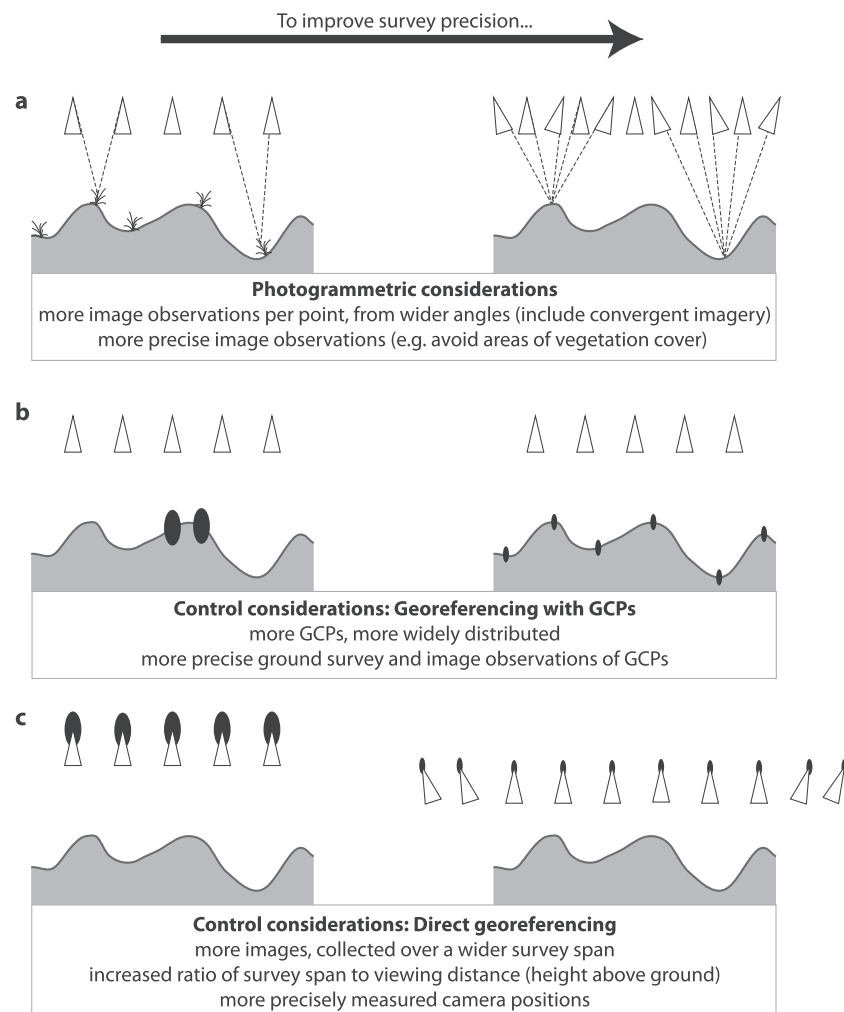 To improve survey precision...
a
Photogrammetric considerations
more image observations per point, from wider angles (include convergent imagery)
more precise image observations (e.g. avoid areas of vegetation cover)
b
Control considerations: Georeferencing with GCPs
more GCPs, more widely distributed
more precise ground survey and image observations of GCPs
c
Control considerations: Direct georeferencing
more images, collected over a wider survey span
increased ratio of survey span to viewing distance (height above ground)
more precisely measured camera positions